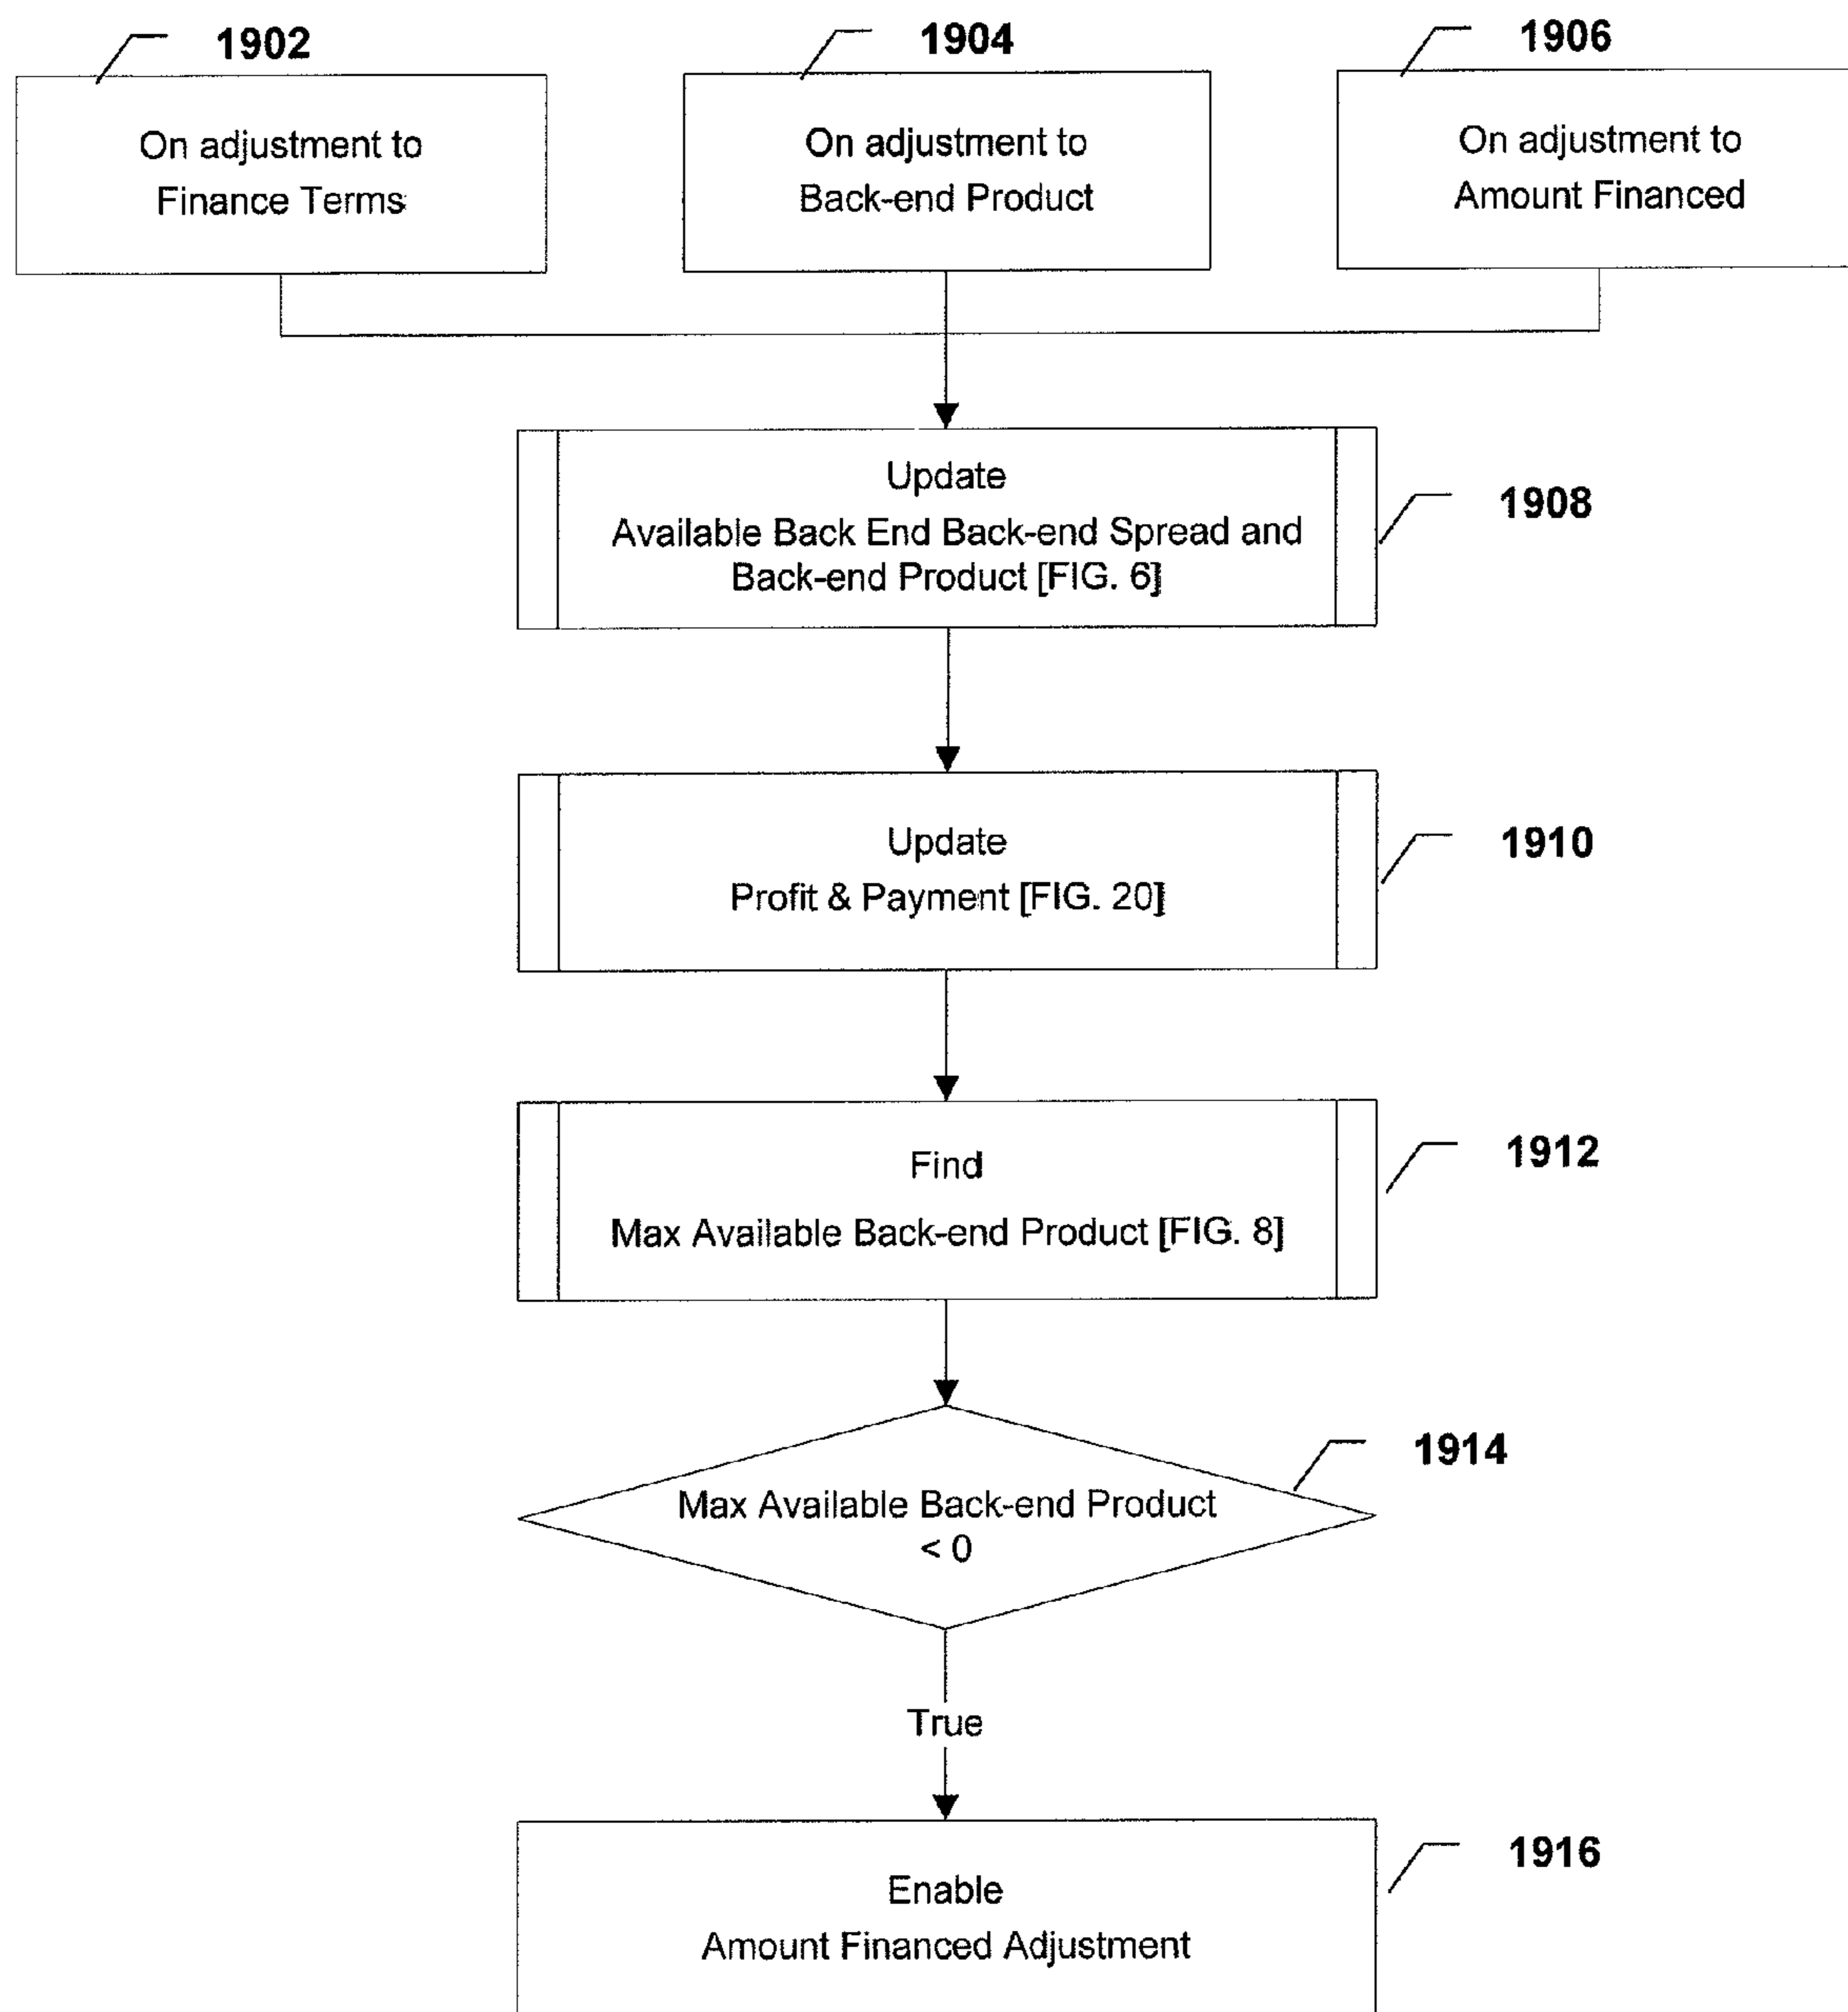 1902
1904
1906
On adjustment to
Finance Terms
On adjustment to
Back-end Product
On adjustment to
Amount Financed
Update
Available Back End Back-end Spread and
Back-end Product [FIG. 6]
1908
Update
Profit & Payment [FIG. 20]
1910
Find
Max Available Back-end Product [FIG. 8]
1912
Max Available Back-end Product
< 0
1914
True
Enable
Amount Financed Adjustment
1916